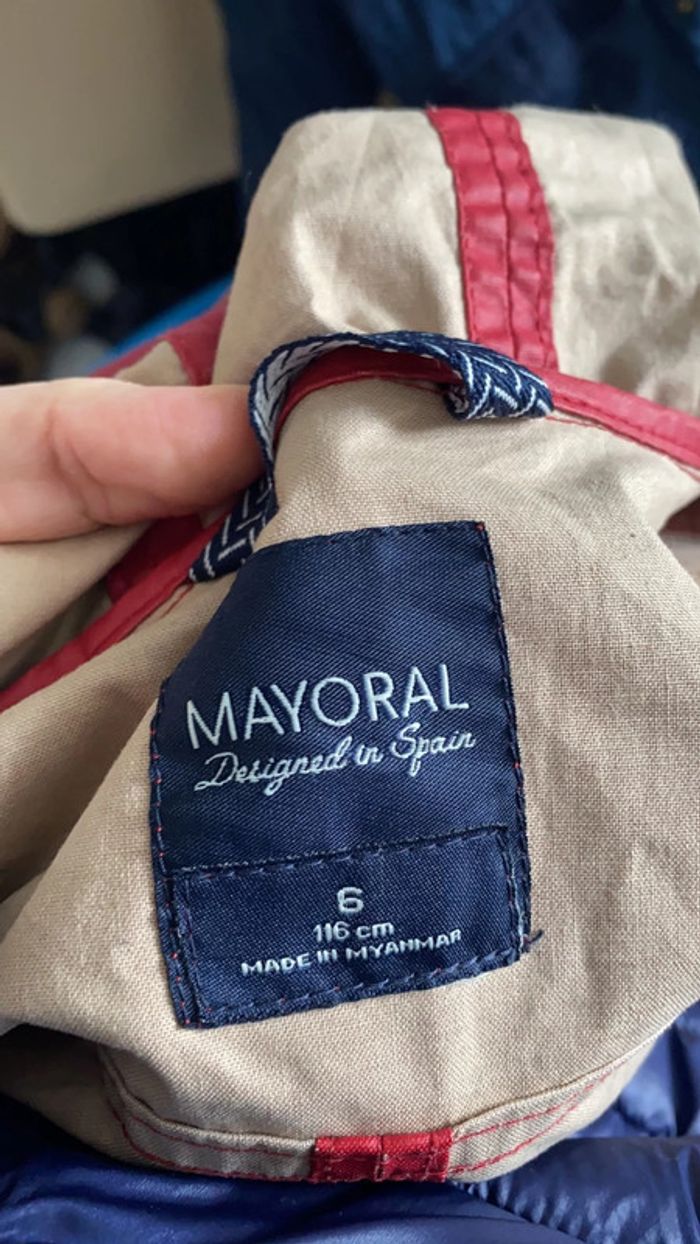 MAYORAL
Designed in Spain
6
116 cm
MADE IN MYANMAR